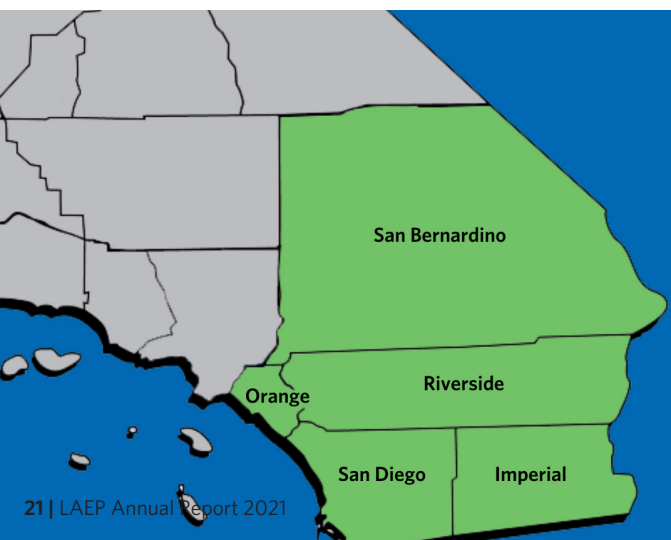 San Bernardino
Orange
Riverside
San Diego
Imperial
21 | LAEP Annual Report 2021